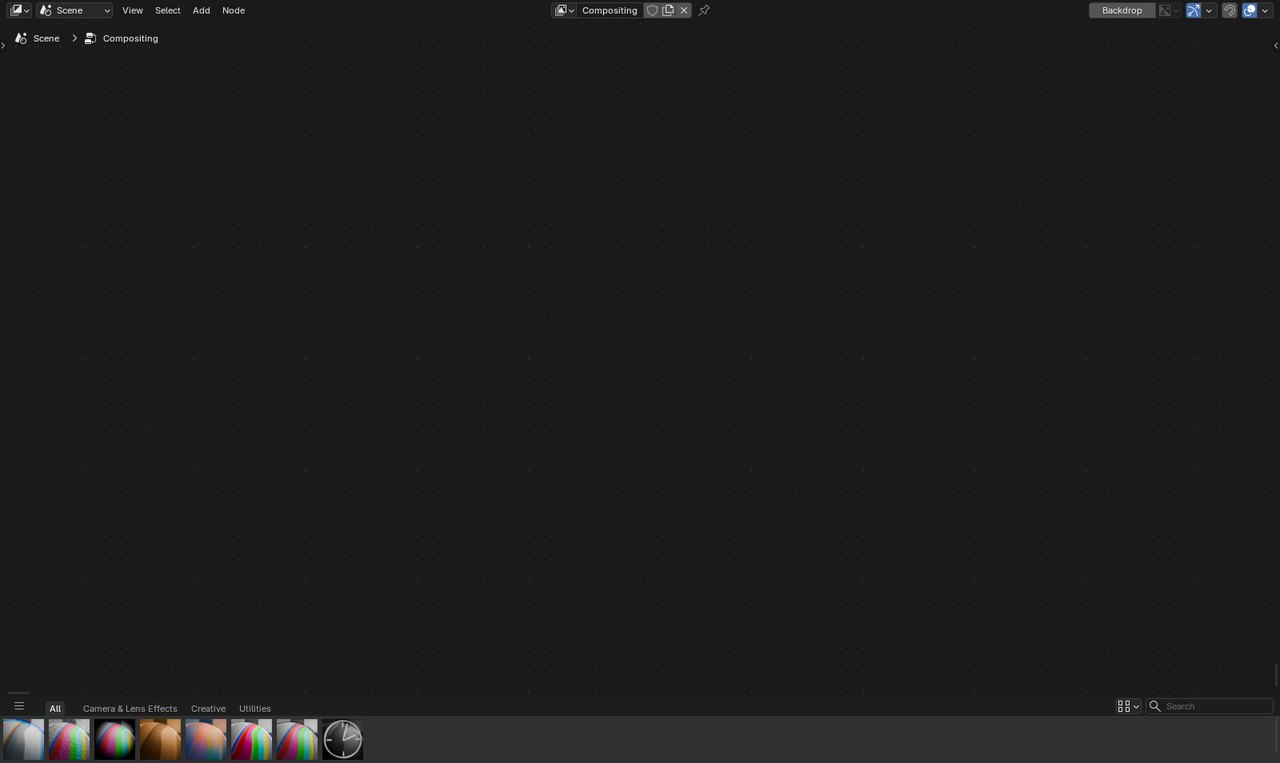 Scene View Select Add Node Compositing Backdrop
Scene Compositing
All Camera & Lens Effects Creative Utilities Search